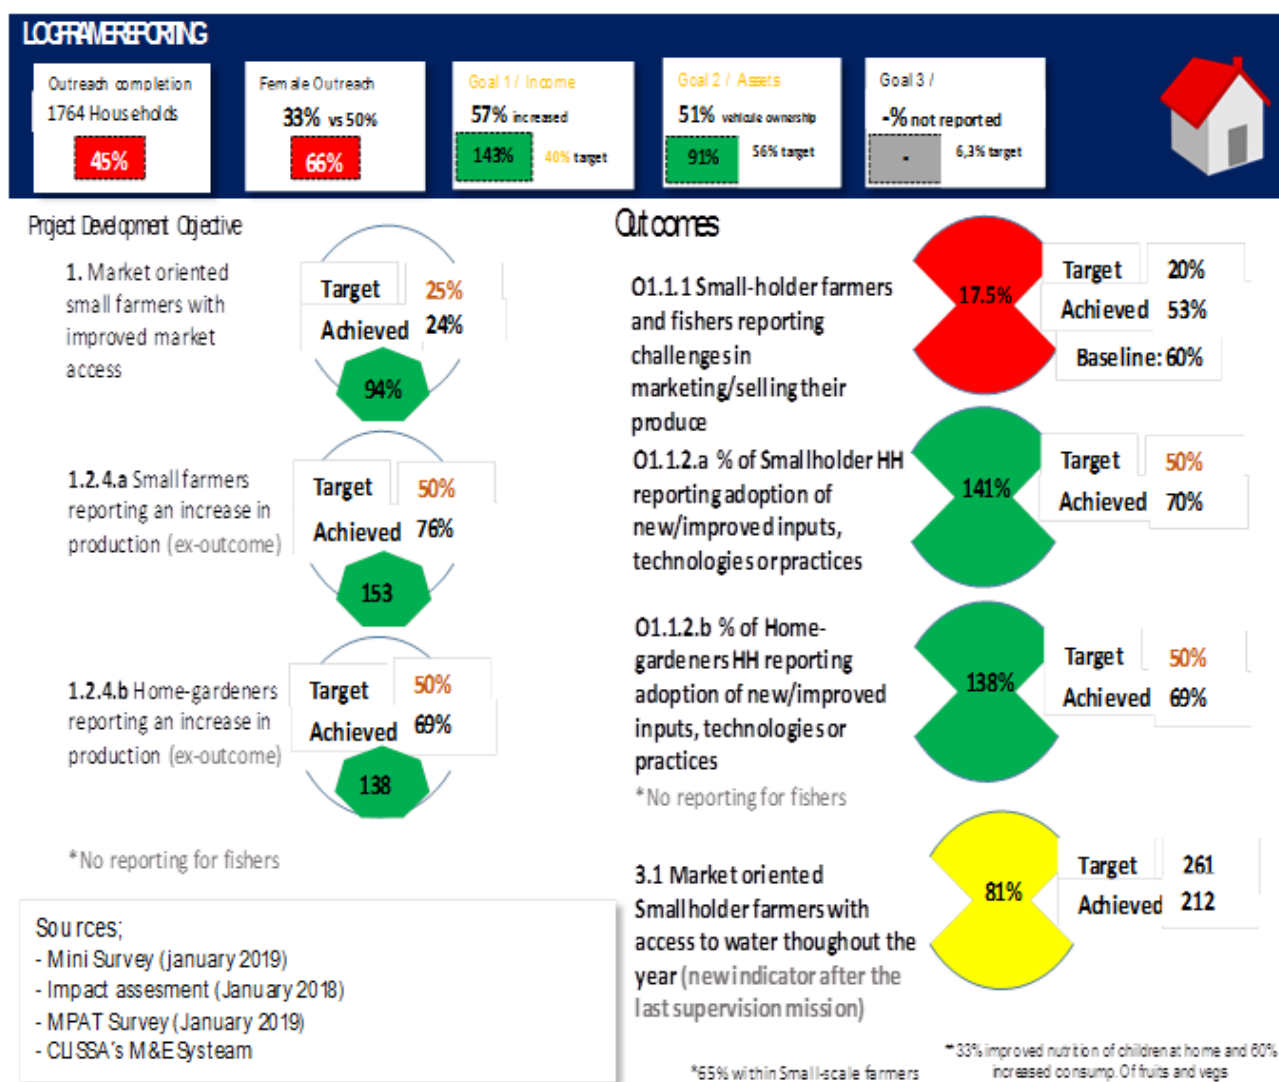 LOGFRAME REPORTING
Outreach completion
1764 Households
45%
Female Outreach
33% vs 50%
66%
Goal 1 / Income
57% increased
143%
40% target
Goal 2 / Assets
51% vehicule ownership
91%
56% target
Goal 3 /
-% not reported
-
6,3% target
Project Development Objective
1. Market oriented
small farmers with
improved market
access
Target 25%
Achieved 24%
94%
1.2.4.a Small farmers
reporting an increase in
production (ex-outcome)
Target 50%
Achieved 76%
153
1.2.4.b Home-gardeners
reporting an increase in
production (ex-outcome)
Target 50%
Achieved 69%
138
*No reporting for fishers
Sources;
- Mini Survey (january 2019)
- Impact assesment (January 2018)
- MPAT Survey (January 2019)
- CLISSA´s M&E Systeam
Outcomes
O1.1.1 Small-holder farmers
and fishers reporting
challenges in
marketing/selling their
produce
17.5%
Target 20%
Achieved 53%
Baseline: 60%
O1.1.2.a % of Smallholder HH
reporting adoption of
new/improved inputs,
technologies or practices
141%
Target 50%
Achieved 70%
O1.1.2.b % of Home-
gardeners HH reporting
adoption of new/improved
inputs, technologies or
practices
*No reporting for fishers
138%
Target 50%
Achieved 69%
3.1 Market oriented
Smallholder farmers with
access to water thoughout the
year (new indicator after the
last supervision mission)
81%
Target 261
Achieved 212
*55% within Small-scale farmers
**33% improved nutrition of children at home and 60%
increased consump. Of fruits and vegs